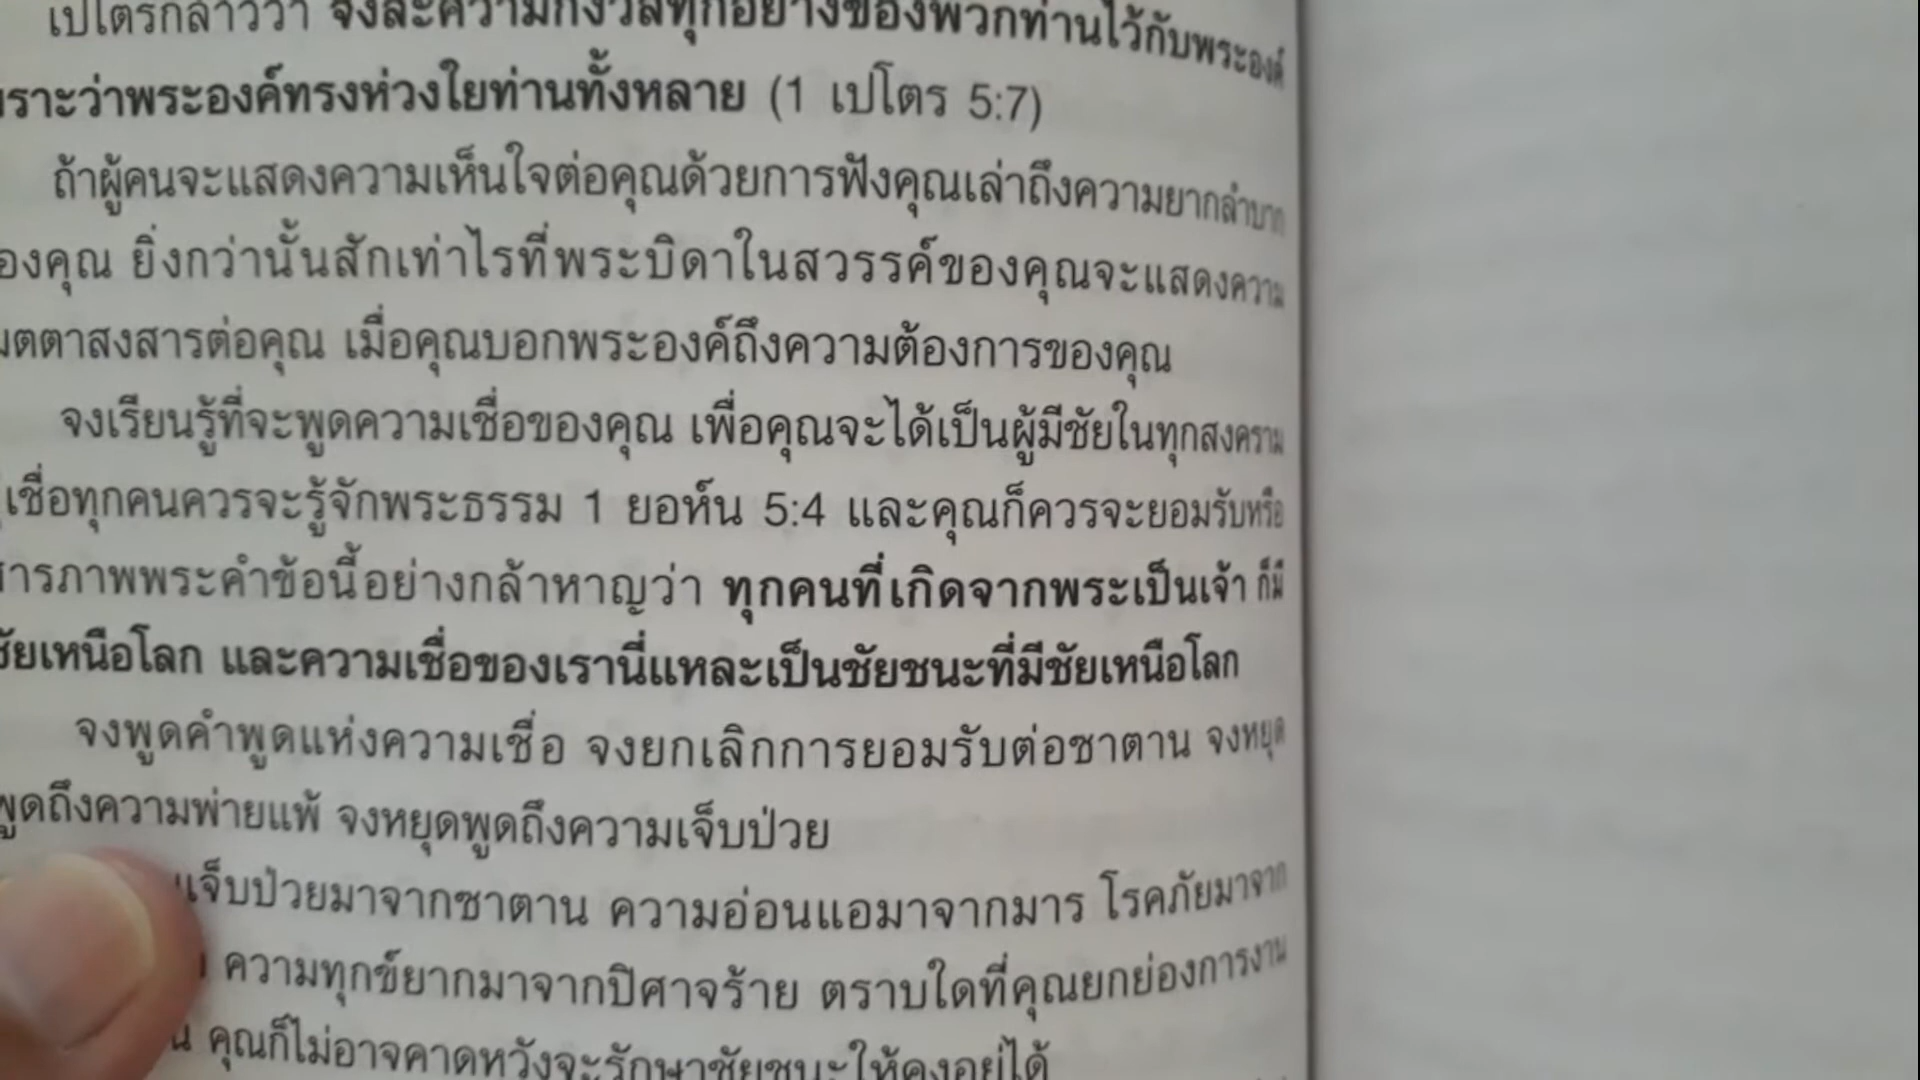 เปโตรกล่าวว่า จงละความกังวลทุกอย่างของพวกท่านไว้กับพระองค์
เพราะว่าพระองค์ทรงห่วงใยท่านทั้งหลาย (1 เปโตร 5:7)
ถ้าผู้คนจะแสดงความเห็นใจต่อคุณด้วยการฟังคุณเล่าถึงความยากลำบาก
องคุณ ยิ่งกว่านั้นสักเท่าไรที่พระบิดาในสวรรค์ของคุณจะแสดงความ
มตตาสงสารต่อคุณ เมื่อคุณบอกพระองค์ถึงความต้องการของคุณ
จงเรียนรู้ที่จะพูดความเชื่อของคุณ เพื่อคุณจะได้เป็นผู้มีชัยในทุกสงคราม
เชื่อทุกคนควรจะรู้จักพระธรรม 1 ยอห์น 5:4 และคุณก็ควรจะยอมรับหรือ
สารภาพพระคำข้อนี้อย่างกล้าหาญว่า ทุกคนที่เกิดจากพระเป็นเจ้า ก็มี
ชัยเหนือโลก และความเชื่อของเรานี่แหละเป็นชัยชนะที่มีชัยเหนือโลก
จงพูดคำพูดแห่งความเชื่อ จงยกเลิกการยอมรับต่อซาตาน จงหยุด
พูดถึงความพ่ายแพ้ จงหยุดพูดถึงความเจ็บป่วย
เจ็บป่วยมาจากซาตาน ความอ่อนแอมาจากมาร โรคภัยมาจาก
ความทุกข์ยากมาจากปิศาจร้าย ตราบใดที่คุณยกย่องการงาน
คุณก็ไม่อาจคาดหวังจะรักษาชัยชนะให้คงอยู่ได้